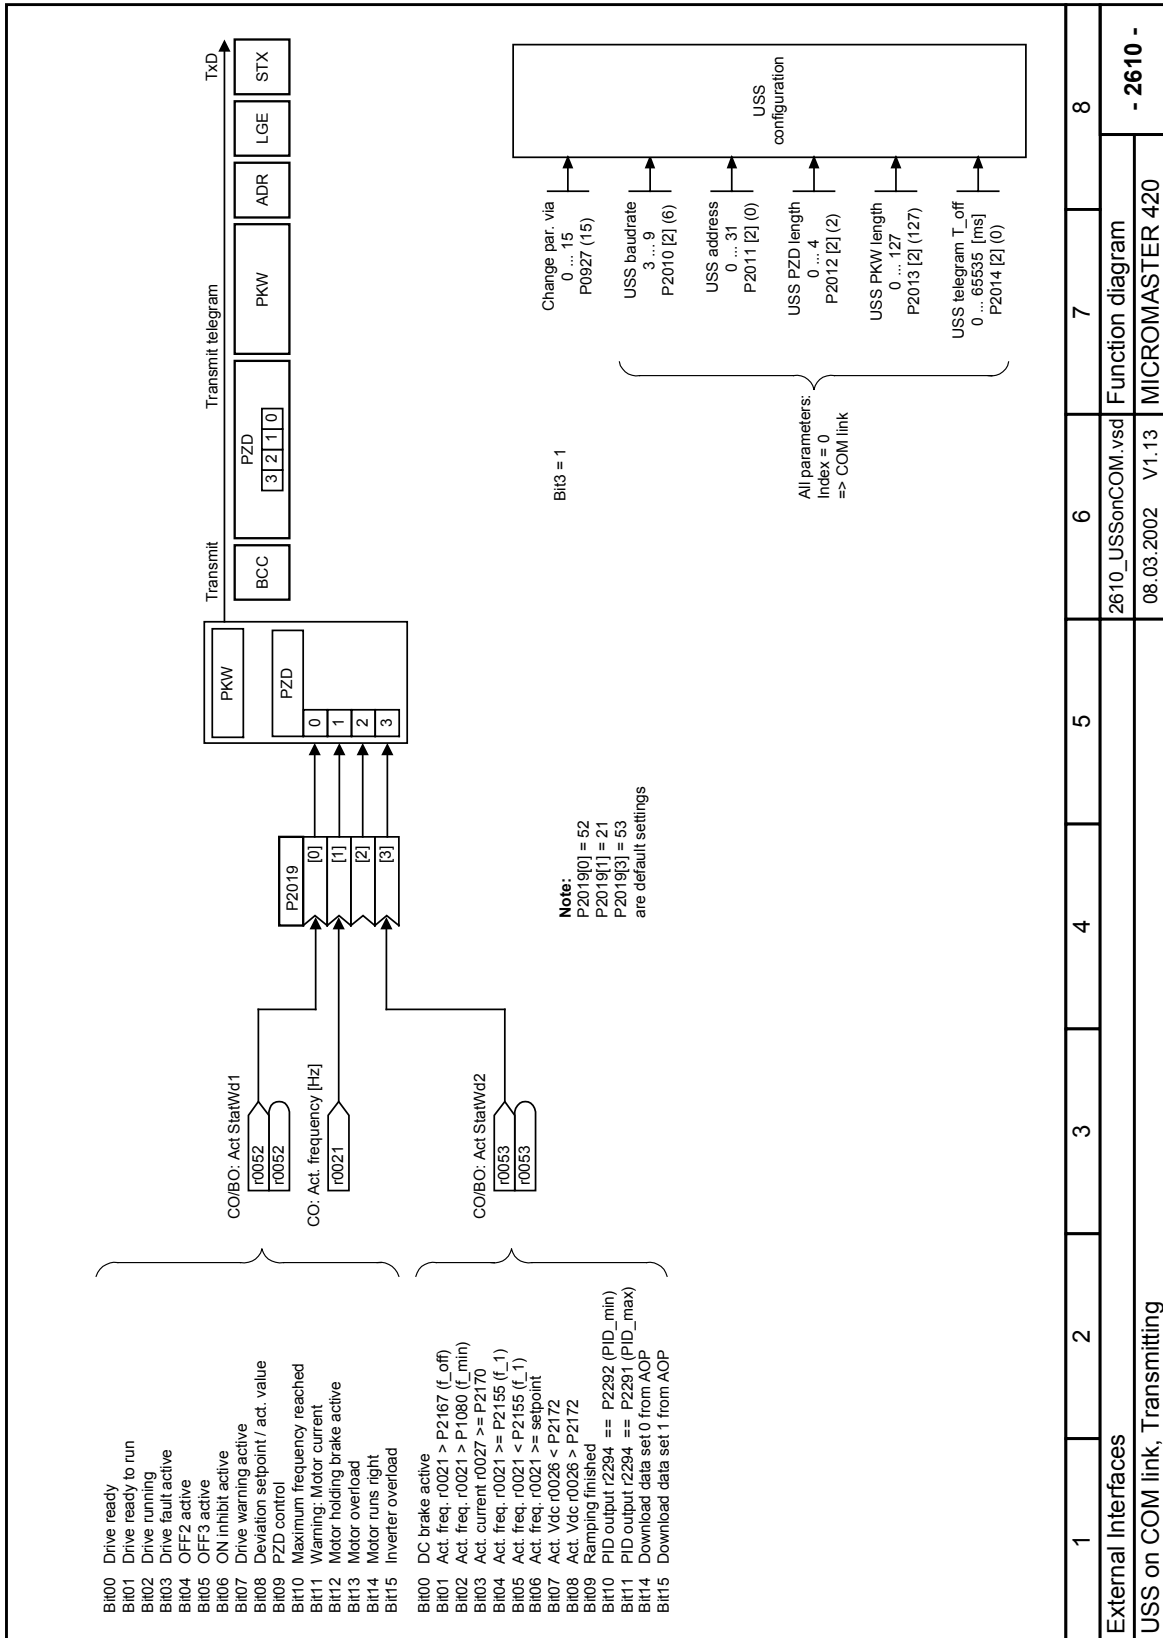 Bit00 Drive ready
Bit01 Drive ready to run
Bit02 Drive running
Bit03 Drive fault active
Bit04 OFF2 active
Bit05 OFF3 active
Bit06 ON inhibit active
Bit07 Drive warning active
Bit08 Deviation setpoint / act. value
Bit09 PZD control
Bit10 Maximum frequency reached
Bit11 Warning: Motor current
Bit12 Motor holding brake active
Bit13 Motor overload
Bit14 Motor runs right
Bit15 Inverter overload
Bit00 DC brake active
Bit01 Act. freq. r0021 > P2167 (f_off)
Bit02 Act. freq. r0021 > P1080 (f_min)
Bit03 Act. current r0027 >= P2170
Bit04 Act. freq. r0021 >= P2155 (f_1)
Bit05 Act. freq. r0021 < P2155 (f_1)
Bit06 Act. freq. r0021 >= setpoint
Bit07 Act. Vdc r0026 < P2172
Bit08 Act. Vdc r0026 > P2172
Bit09 Ramping finished
Bit10 PID output r2294 == P2292 (PID_min)
Bit11 PID output r2294 == P2291 (PID_max)
Bit14 Download data set 0 from AOP
Bit15 Download data set 1 from AOP
CO/BO: Act StatWd1
r0052
r0052
CO: Act. frequency [Hz]
r0021
CO/BO: Act StatWd2
r0053
r0053
P2019
[0]
[1]
[2]
[3]
Note:
P2019[0] = 52
P2019[1] = 21
P2019[3] = 53
are default settings
PKW
PZD
0
1
2
3
Transmit
Transmit telegram
TxD
BCC
PZD
3 2 1 0
PKW
ADR
LGE
STX
Bit3 = 1
Change par. via
0 ... 15
P0927 (15)
USS baudrate
3 ... 9
P2010 [2] (6)
USS address
0 ... 31
P2011 [2] (0)
USS PZD length
0 ... 4
P2012 [2] (2)
USS PKW length
0 ... 127
P2013 [2] (127)
USS telegram T_off
0 ... 65535 [ms]
P2014 [2] (0)
All parameters:
Index = 0
=> COM link
USS
configuration
1 2 3 4 5 6 7 8
External Interfaces
2610_USSonCOM.vsd
Function diagram
- 2610 -
USS on COM link, Transmitting
08.03.2002 V1.13
MICROMASTER 420